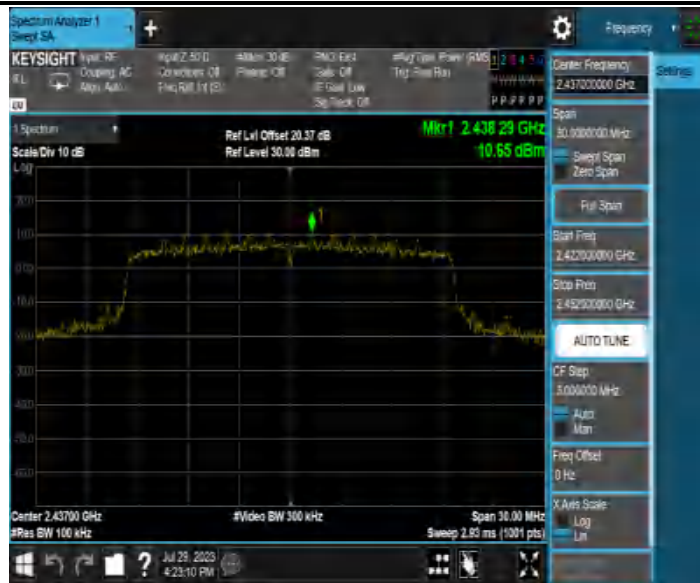 Spectrum Analyzer 1
Swept SA
Frequency
KEYSIGHT Input: RF
Coupling: AC
Align: Auto
Input Z: 50 Ω
Corrections: Off
Freq Ref: Int (S)
#Atten: 30 dB
Preamp: Off
Gate: Off
IF Gain: Low
Sig Track: Off
#Avg Type: Power (RMS
Trig: Free Run
1 2 3 4 5 6
P P P P P P
1 Spectrum
Scale/Div 10 dB
Log
Ref Lvl Offset 20.37 dB
Ref Level 30.00 dBm
Mkr1 2.438 29 GHz
10.65 dBm
1
Center 2.43700 GHz
#Res BW 100 kHz
#Video BW 300 kHz
Span 30.00 MHz
Sweep 2.93 ms (1001 pts)
Center Frequency
2.437000000 GHz
Settings
Span
30.0000000 MHz
Swept Span
Zero Span
Full Span
Start Freq
2.422000000 GHz
Stop Freq
2.452000000 GHz
AUTO TUNE
CF Step
3.000000 MHz
Auto
Man
Freq Offset
0 Hz
X Axis Scale
Log
Lin
Jul 29, 2023
4:23:10 PM